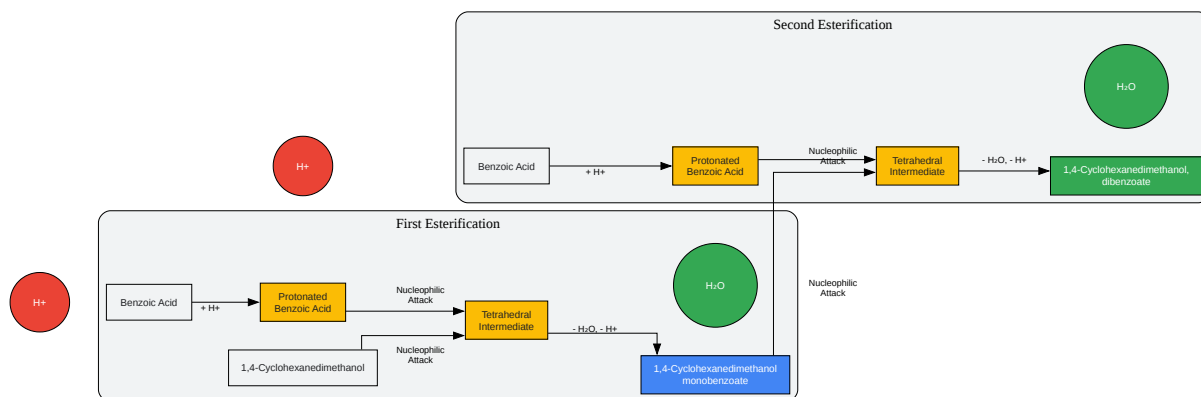 Second Esterification
H₂O
H+
Benzoic Acid
+ H+
Protonated
Benzoic Acid
Nucleophilic
Attack
Tetrahedral
Intermediate
- H₂O, - H+
1,4-Cyclohexanedimethanol,
dibenzoate
First Esterification
H+
Benzoic Acid
+ H+
Protonated
Benzoic Acid
Nucleophilic
Attack
1,4-Cyclohexanedimethanol
Nucleophilic
Attack
Tetrahedral
Intermediate
- H₂O, - H+
H₂O
1,4-Cyclohexanedimethanol
monobenzoate
Nucleophilic
Attack